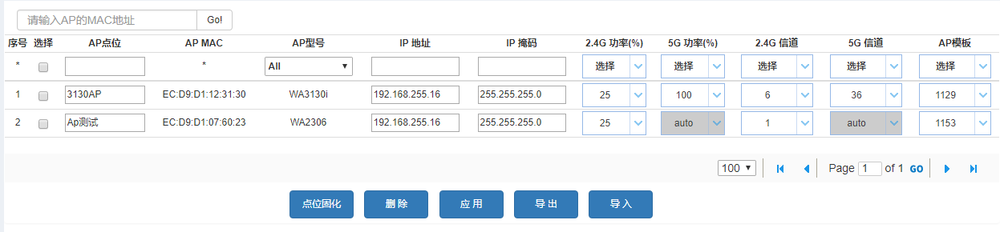 请输入AP的MAC地址 Go!
序号 选择 AP点位 AP MAC AP型号 IP 地址 IP 掩码 2.4G 功率(%) 5G 功率(%) 2.4G 信道 5G 信道 AP模板
* * All 选择 选择 选择 选择 选择
1 3130AP EC:D9:D1:12:31:30 WA3130i 192.168.255.16 255.255.255.0 25 100 6 36 1129
2 Ap测试 EC:D9:D1:07:60:23 WA2306 192.168.255.16 255.255.255.0 25 auto 1 auto 1153
100 Page 1 of 1 GO
点位固化 删 除 应 用 导 出 导 入